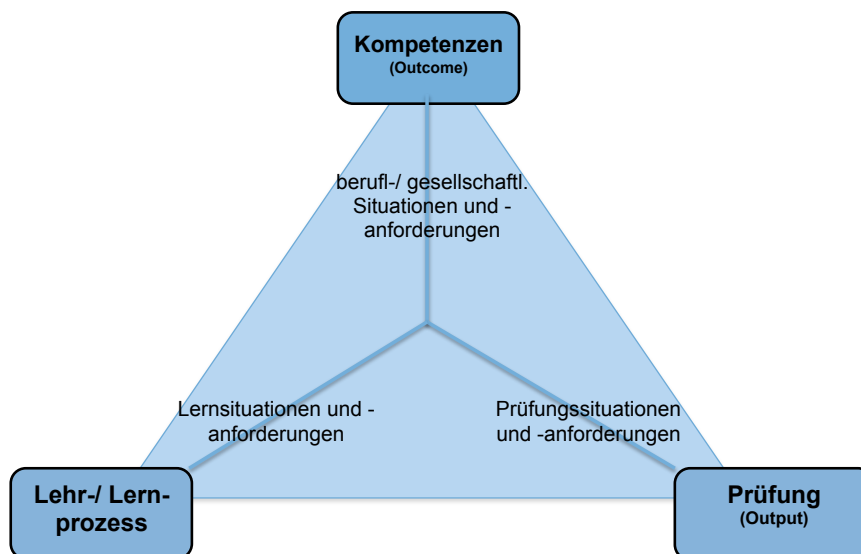 Kompetenzen
(Outcome)
berufl-/ gesellschaftl.
Situationen und -
anforderungen
Lernsituationen und -
anforderungen
Prüfungssituationen
und -anforderungen
Lehr-/ Lern-
prozess
Prüfung
(Output)